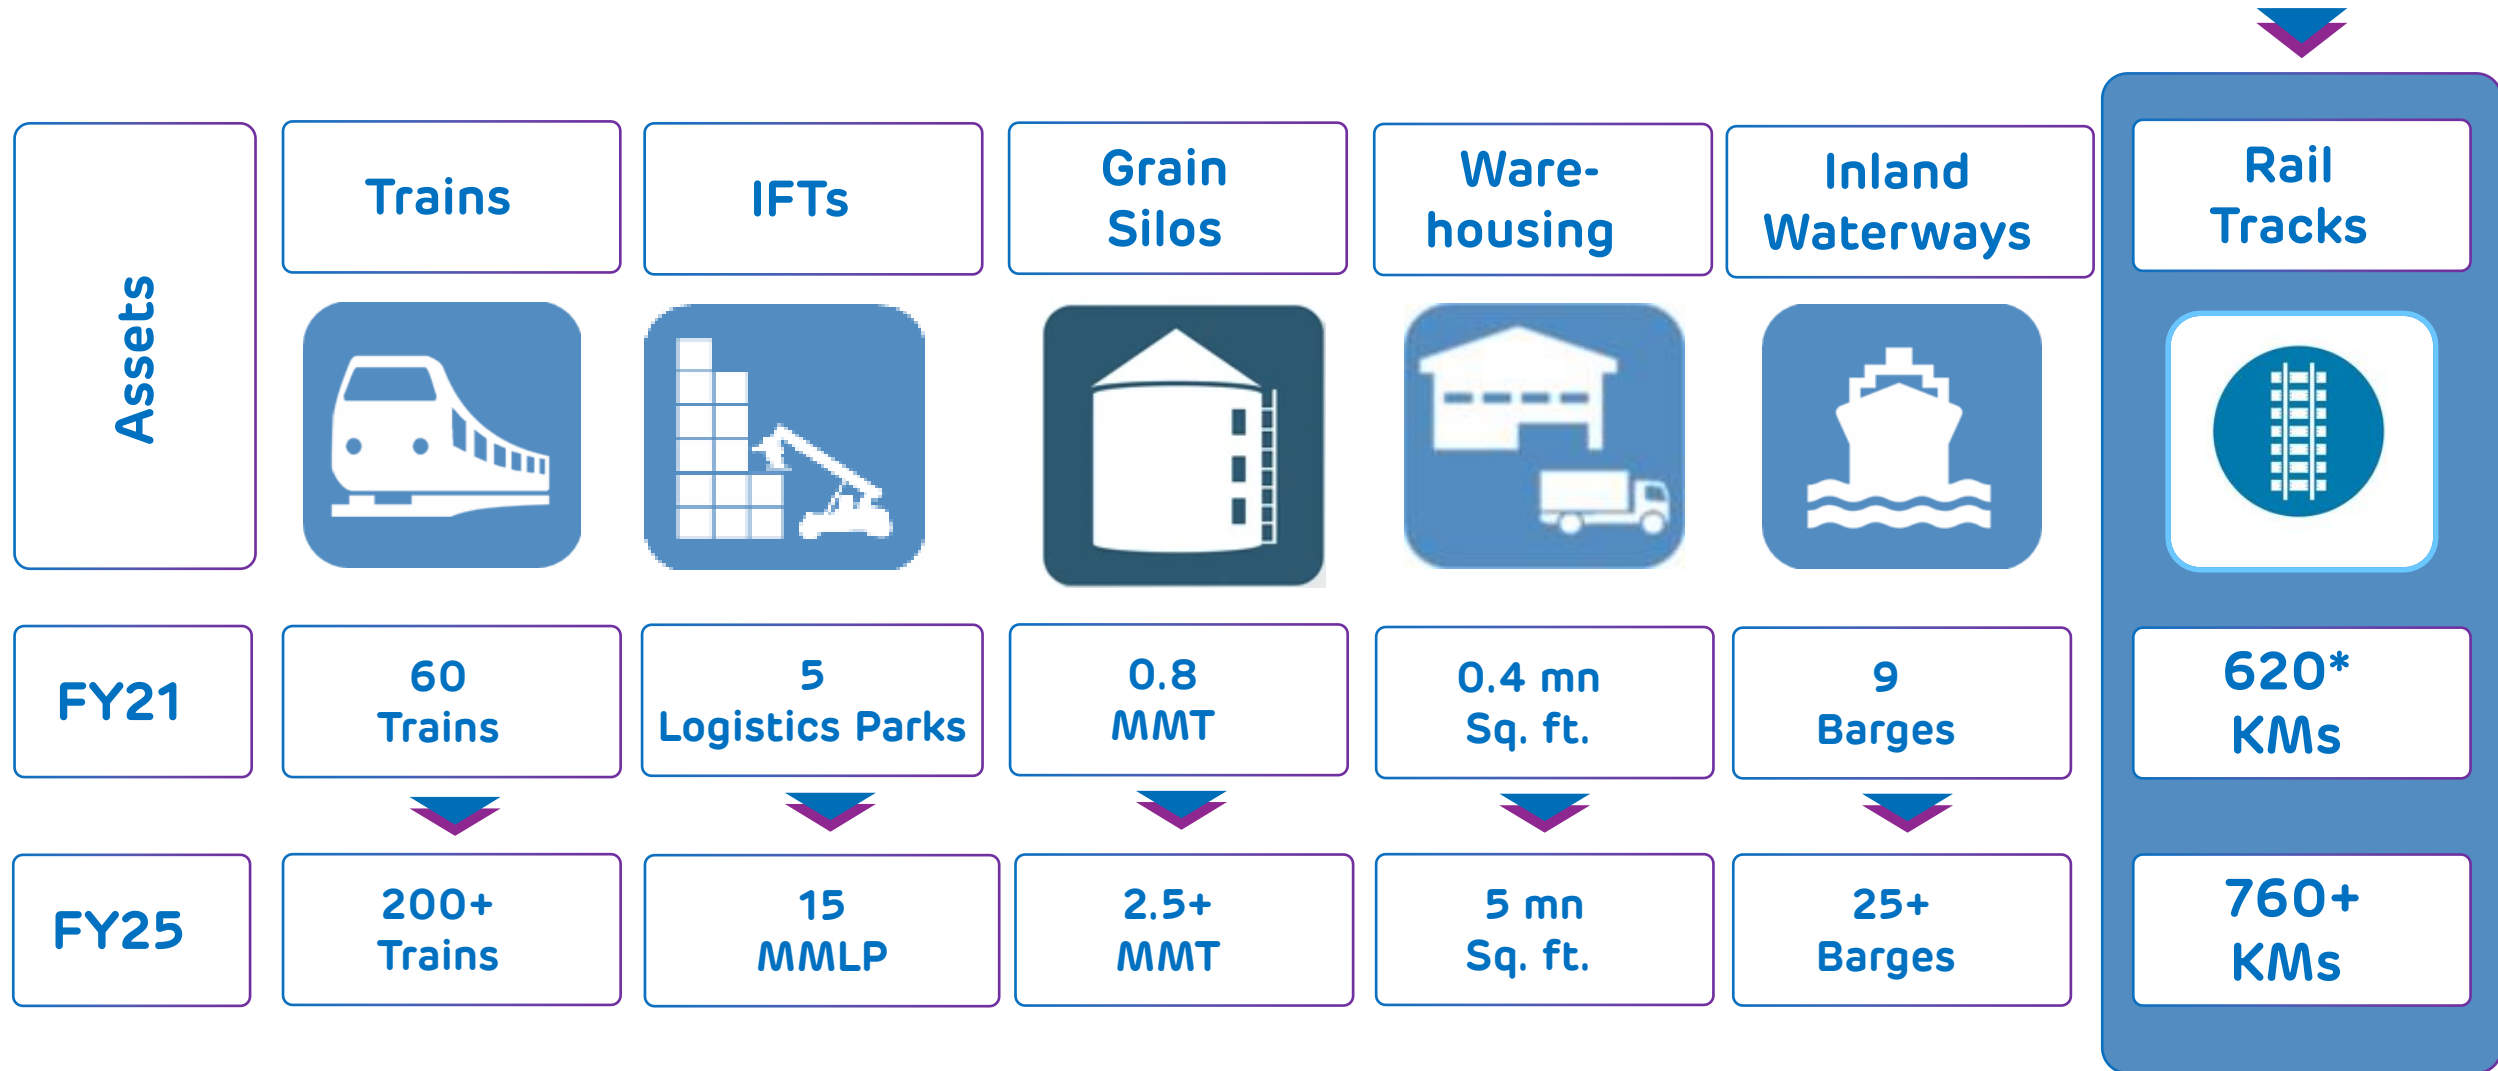 Assets
Trains
IFTs
Grain
Silos
Ware-
housing
Inland
Waterways
Rail
Tracks
FY21
60
Trains
5
Logistics Parks
0.8
MMT
0.4 mn
Sq. ft.
9
Barges
620*
KMs
FY25
200+
Trains
15
MMLP
2.5+
MMT
5 mn
Sq. ft.
25+
Barges
760+
KMs